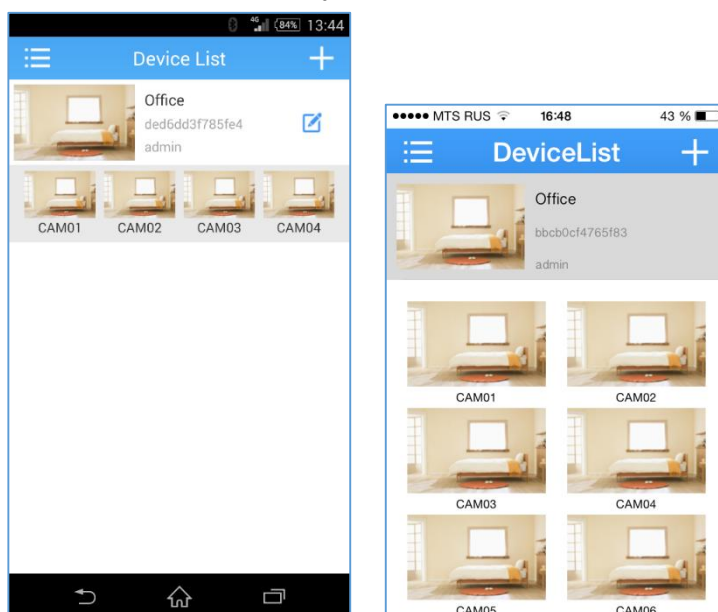 4G 84% 13:44
Device List
Office
ded6dd3f785fe4
admin
CAM01 CAM02 CAM03 CAM04
MTS RUS 16:48 43 %
DeviceList
Office
bbcb0cf4765f83
admin
CAM01 CAM02
CAM03 CAM04
CAM05 CAM06